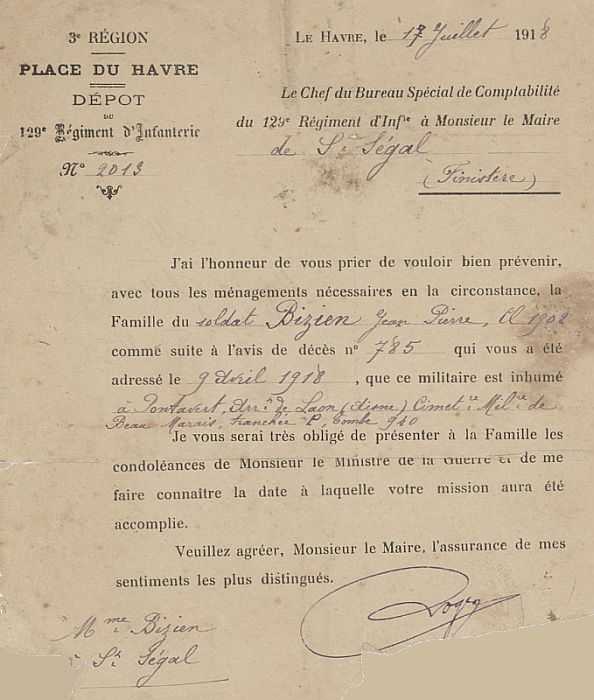 3e RÉGION
PLACE DU HAVRE
DÉPOT
DU
129e Régiment d'Infanterie
No 2013
LE HAVRE, le 17 Juillet 1918
Le Chef du Bureau Spécial de Comptabilité
du 129e Régiment d'Infie à Monsieur le Maire
de St Ségal
(Finistère)
J'ai l'honneur de vous prier de vouloir bien prévenir,
avec tous les ménagements nécessaires en la circonstance, la
Famille du soldat Bizien Jean Pierre, Cl 1902
comme suite à l'avis de décès no 785 qui vous a été
adressé le 9 Avril 1918, que ce militaire est inhumé
à Pontavert, Arrt de Laon (Aisne) Cimetre Milre de
Beau Marais, tranchée P, tombe 940
Je vous serai très obligé de présenter à la Famille les
condoléances de Monsieur le Ministre de la Guerre et de me
faire connaître la date à laquelle votre mission aura été
accomplie.
Veuillez agréer, Monsieur le Maire, l'assurance de mes
sentiments les plus distingués.
Mme Bizien
à St Ségal